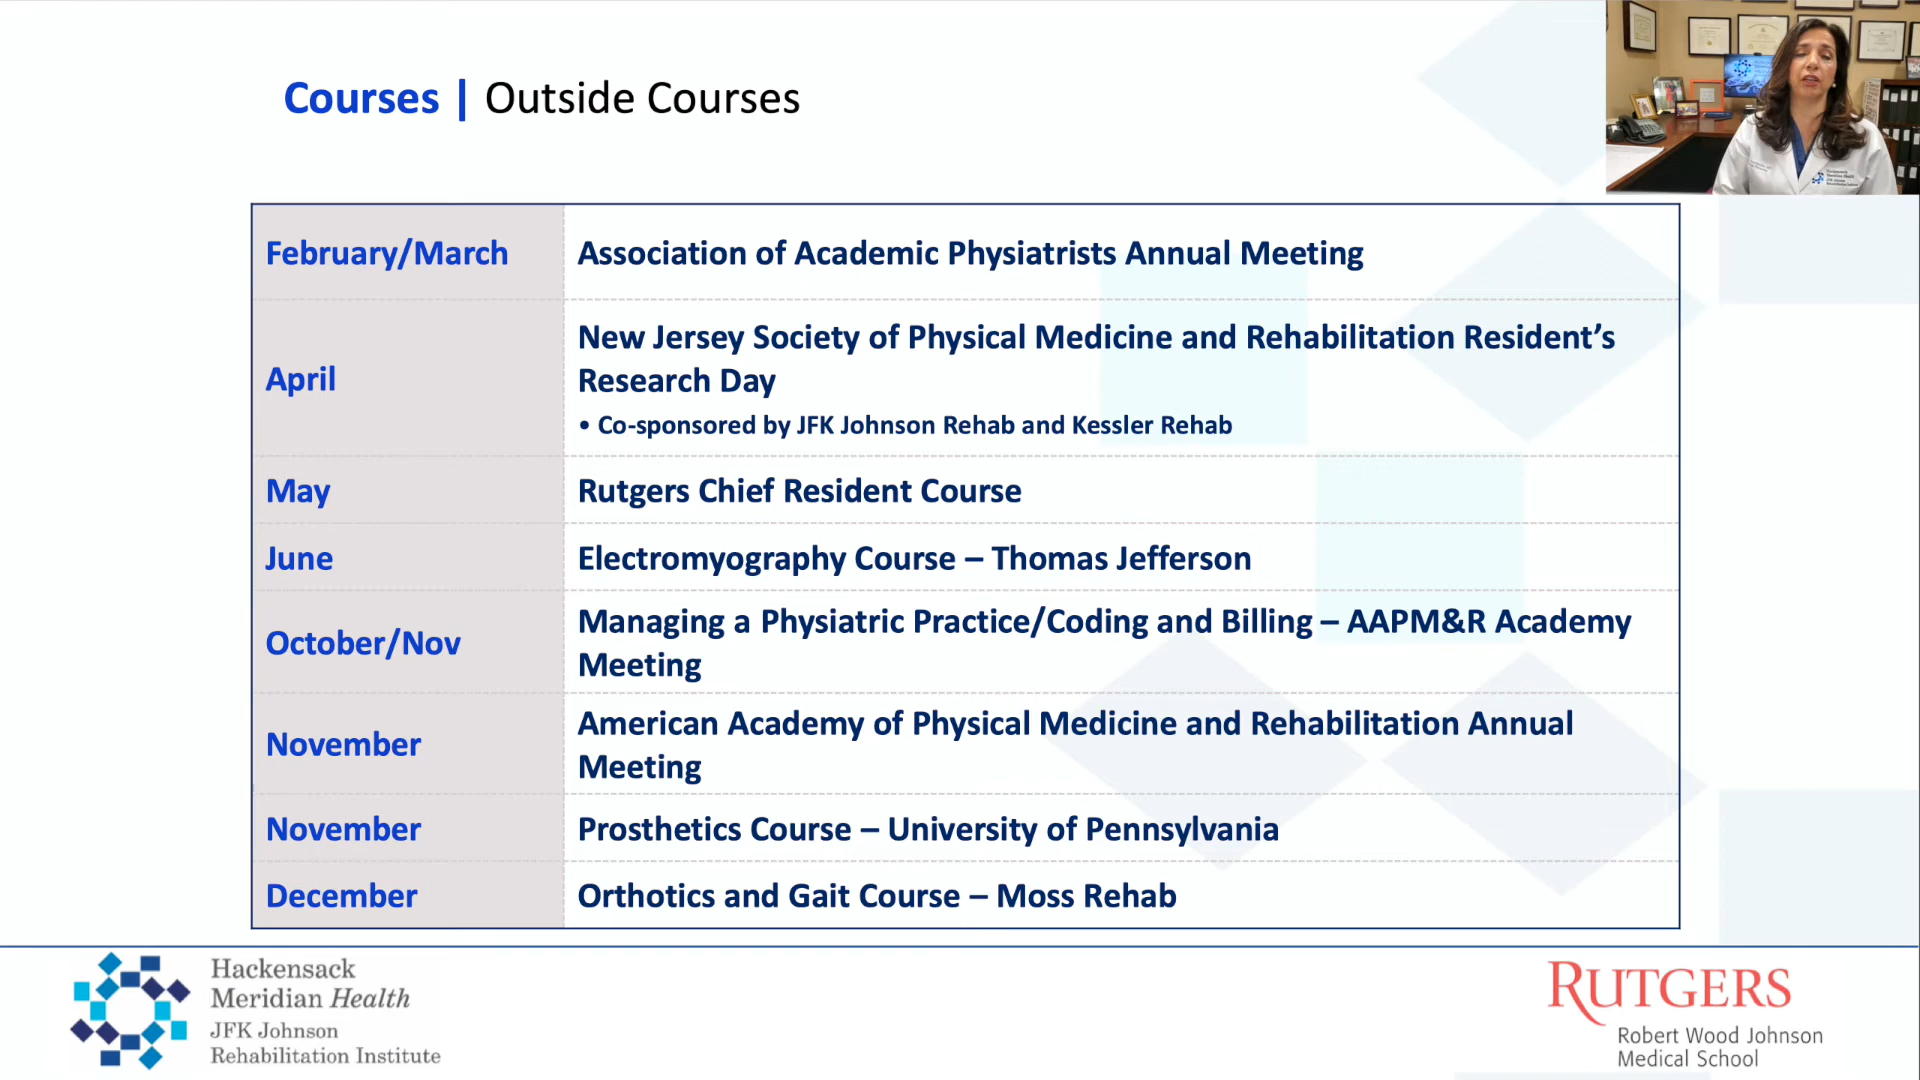 Courses | Outside Courses
February/March
Association of Academic Physiatrists Annual Meeting
April
New Jersey Society of Physical Medicine and Rehabilitation Resident’s
Research Day
• Co-sponsored by JFK Johnson Rehab and Kessler Rehab
May
Rutgers Chief Resident Course
June
Electromyography Course – Thomas Jefferson
October/Nov
Managing a Physiatric Practice/Coding and Billing – AAPM&R Academy
Meeting
November
American Academy of Physical Medicine and Rehabilitation Annual
Meeting
November
Prosthetics Course – University of Pennsylvania
December
Orthotics and Gait Course – Moss Rehab
Hackensack
Meridian Health
JFK Johnson
Rehabilitation Institute
RUTGERS
Robert Wood Johnson
Medical School